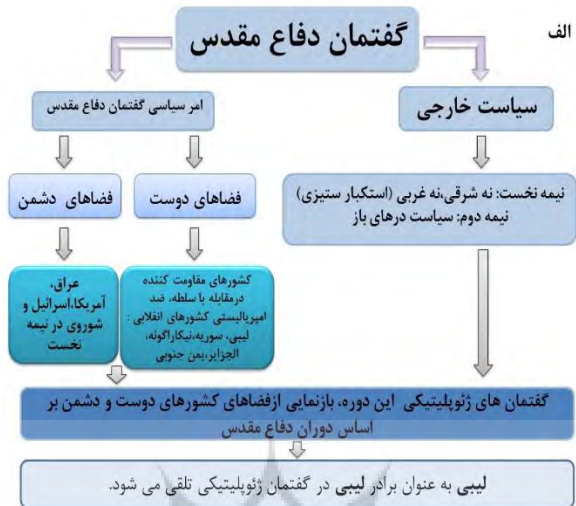 الف
گفتمان دفاع مقدس
سیاست خارجی
امر سیاسی گفتمان دفاع مقدس
نیمه نخست: نه شرقی،نه غربی (استکبار ستیزی)
نیمه دوم: سیاست درهای باز
فضاهای دوست
فضاهای دشمن
کشورهای مقاومت کننده
درمقابله با سلطه، ضد
امپریالیستی کشورهای انقلابی :
لیبی، سوریه،نیکاراگوئه،
الجزایر،یمن جنوبی
عراق،
آمریکا،اسرائیل و
شوروی در نیمه
نخست
گفتمان های ژئوپلیتیکی این دوره، بازنمایی ازفضاهای کشورهای دوست و دشمن بر
اساس دوران دفاع مقدس
لیبی به عنوان برادر لیبی در گفتمان ژئوپلیتیکی تلقی می شود.